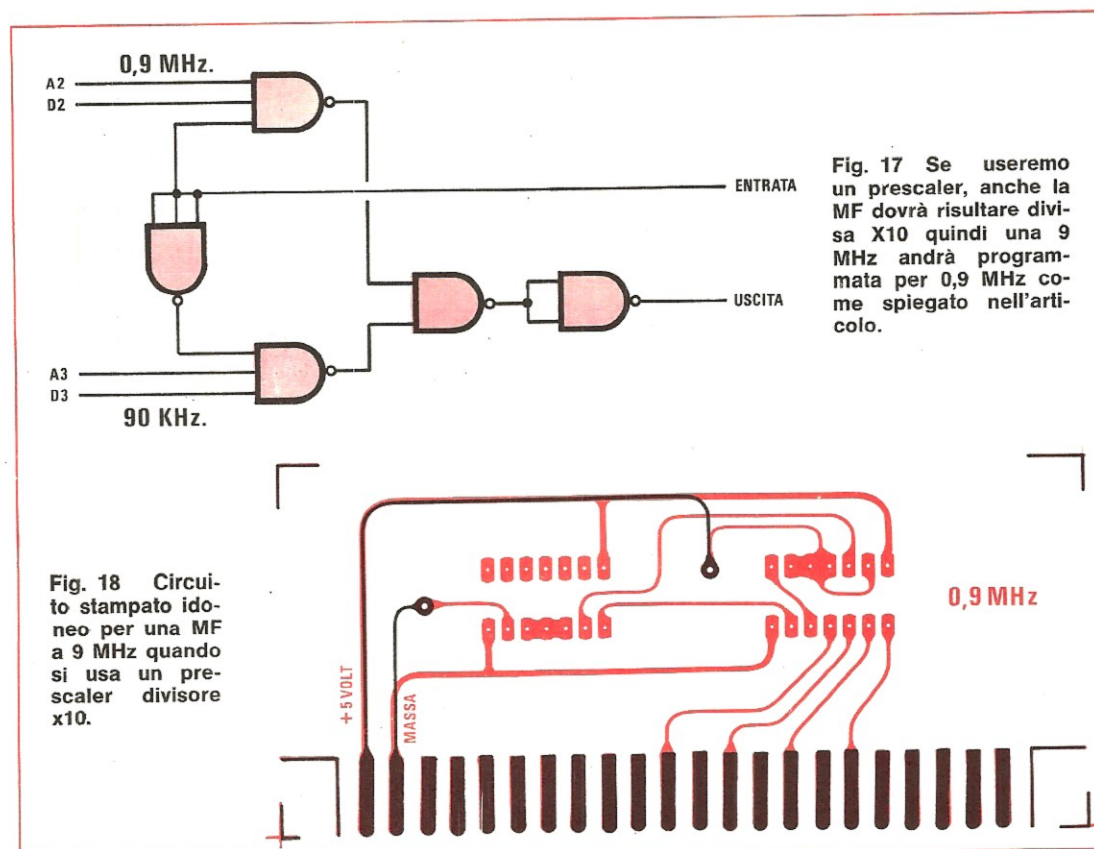 0,9 MHz.
A2
D2
ENTRATA
USCITA
A3
D3
90 KHz.
Fig. 17 Se useremo
un prescaler, anche la
MF dovrà risultare divi-
sa X10 quindi una 9
MHz andrà program-
mata per 0,9 MHz co-
me spiegato nell'arti-
colo.
Fig. 18 Circui-
to stampato ido-
neo per una MF
a 9 MHz quando
si usa un pre-
scaler divisore
x10.
+5VOLT
MASSA
0,9 MHz